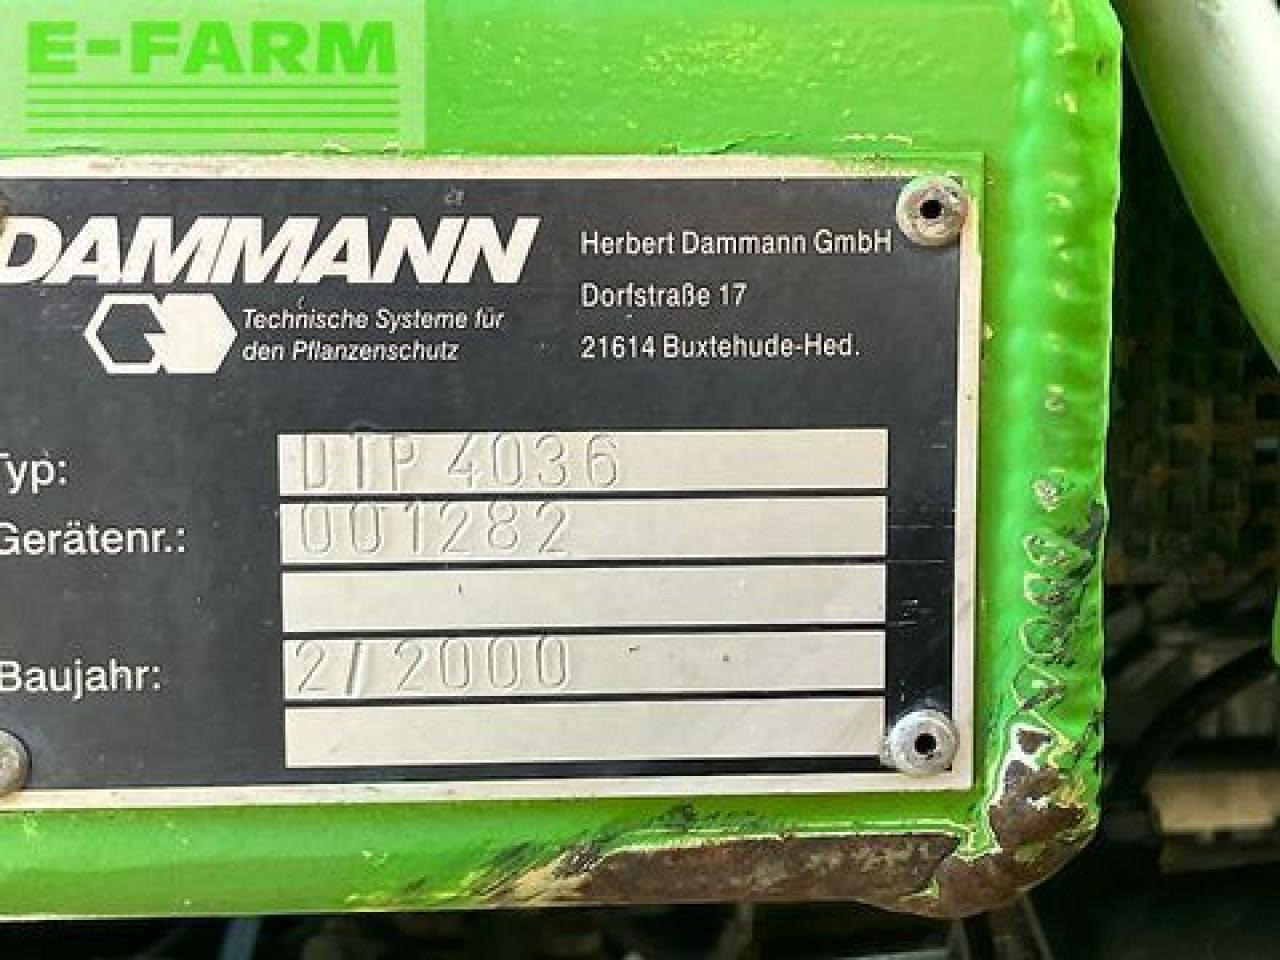 E-FARM
DAMMANN
Technische Systeme für
den Pflanzenschutz
Herbert Dammann GmbH
Dorfstraße 17
21614 Buxtehude-Hed.
Typ: DTP 4036
Gerätenr.: 001282
Baujahr: 2/2000